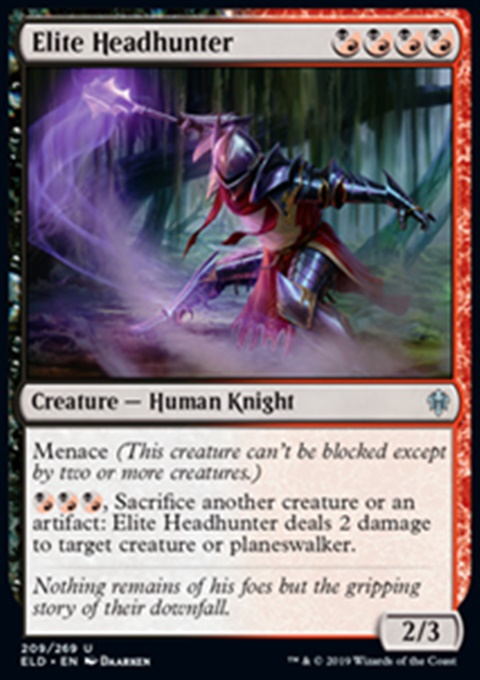 Elite Headhunter
Creature — Human Knight
Menace (This creature can't be blocked except
by two or more creatures.)
, Sacrifice another creature or an
artifact: Elite Headhunter deals 2 damage
to target creature or planeswalker.
Nothing remains of his foes but the gripping
story of their downfall.
2/3
209/269 U
ELD • EN Daarken
™ & © 2019 Wizards of the Coast